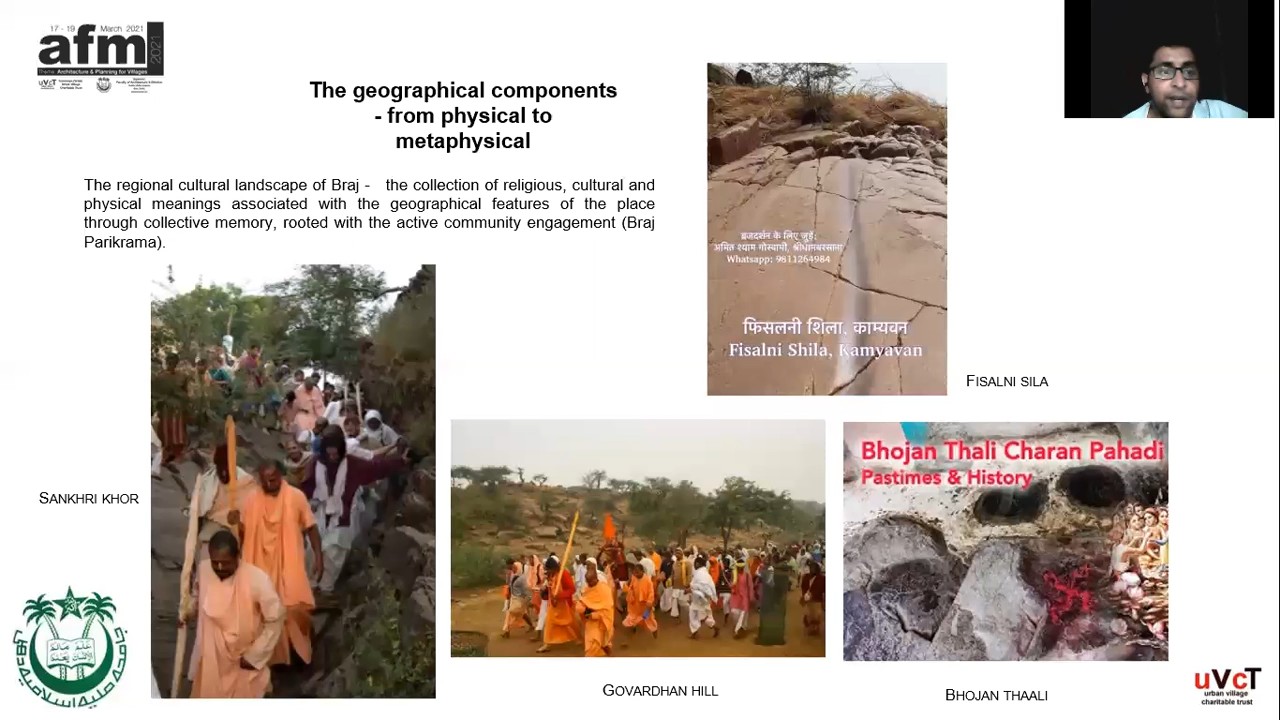 17 - 19 March 2021
afm
2021
Theme: Architecture & Planning for Villages
uVcT
The geographical components
- from physical to
metaphysical
The regional cultural landscape of Braj - the collection of religious, cultural and
physical meanings associated with the geographical features of the place
through collective memory, rooted with the active community engagement (Braj
Parikrama).
ब्रजदर्शन के लिए जुड़ें:
अमित श्याम गोस्वामी, श्रीधामबरसाना
Whatsapp: 9811264984
फिसलनी शिला, काम्यवन
Fisalni Shila, Kamyavan
FISALNI SILA
SANKHRI KHOR
Bhojan Thali Charan Pahadi
Pastimes & History
GOVARDHAN HILL
BHOJAN THAALI
uVcT
urban village
charitable trust